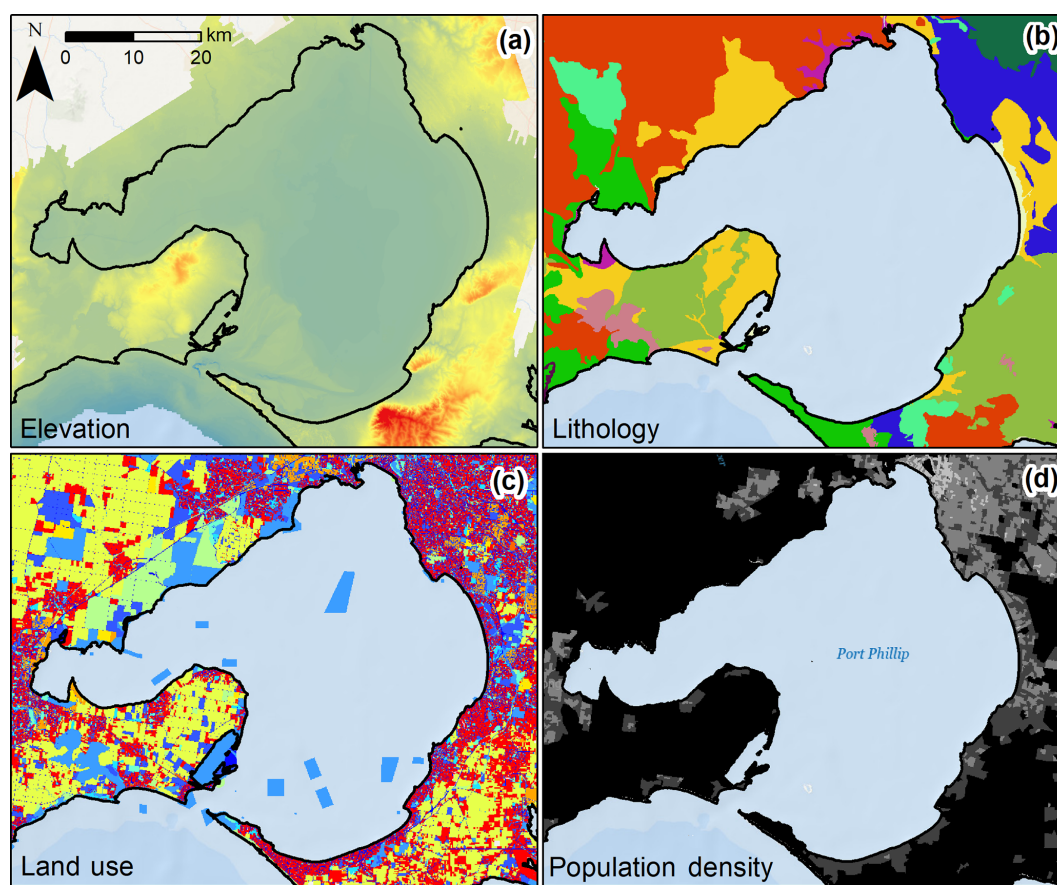 N
km
0 10 20
(a)
Elevation
(b)
Lithology
(c)
Land use
(d)
Port Phillip
Population density